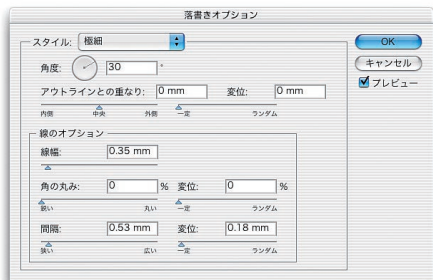 落書きオプション
スタイル: 極細
OK
キャンセル
プレビュー
角度: 30 °
アウトラインとの重なり: 0 mm 変位: 0 mm
内側 中央 外側 一定 ランダム
線のオプション
線幅: 0.35 mm
角の丸み: 0 % 変位: 0 %
鋭い 丸い 一定 ランダム
間隔: 0.53 mm 変位: 0.18 mm
狭い 広い 一定 ランダム